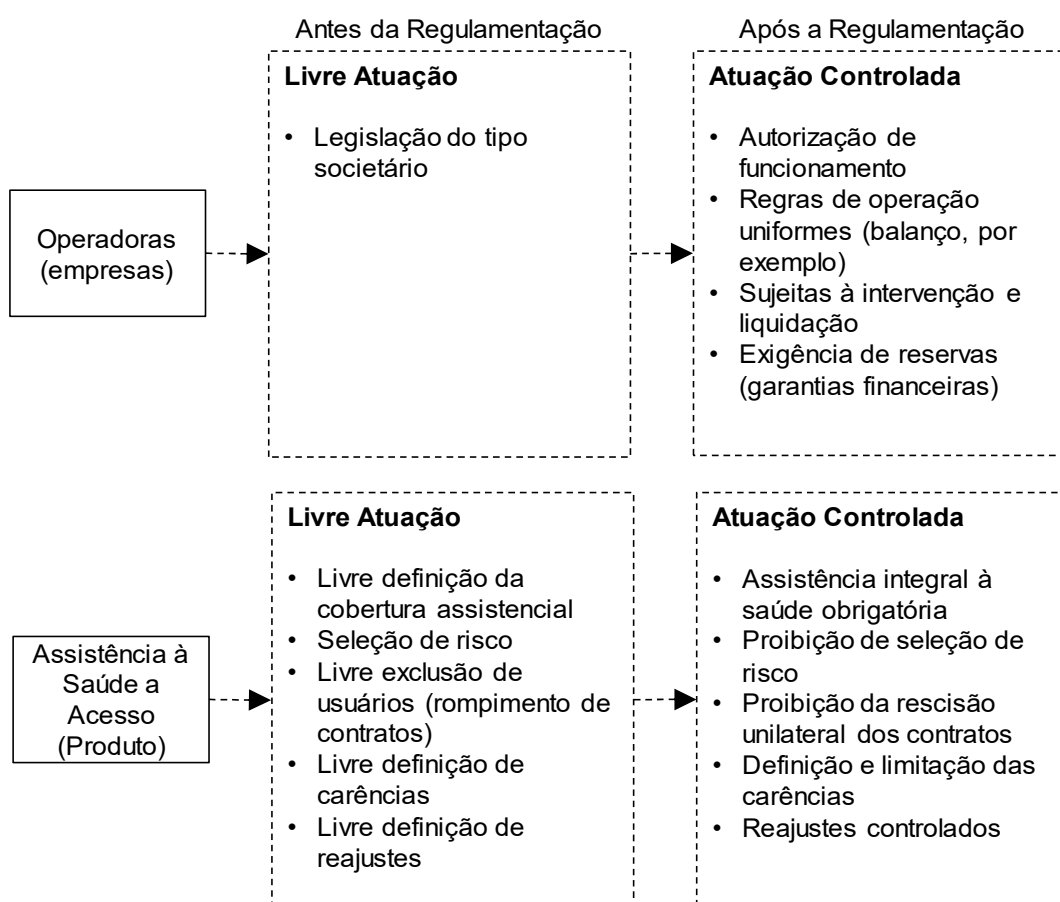 Antes da Regulamentação
Após a Regulamentação
Operadoras
(empresas)
Livre Atuação
• Legislação do tipo
societário
Atuação Controlada
• Autorização de
funcionamento
• Regras de operação
uniformes (balanço, por
exemplo)
• Sujeitas à intervenção e
liquidação
• Exigência de reservas
(garantias financeiras)
Assistência à
Saúde a
Acesso
(Produto)
Livre Atuação
• Livre definição da
cobertura assistencial
• Seleção de risco
• Livre exclusão de
usuários (rompimento de
contratos)
• Livre definição de
carências
• Livre definição de
reajustes
Atuação Controlada
• Assistência integral à
saúde obrigatória
• Proibição de seleção de
risco
• Proibição da rescisão
unilateral dos contratos
• Definição e limitação das
carências
• Reajustes controlados